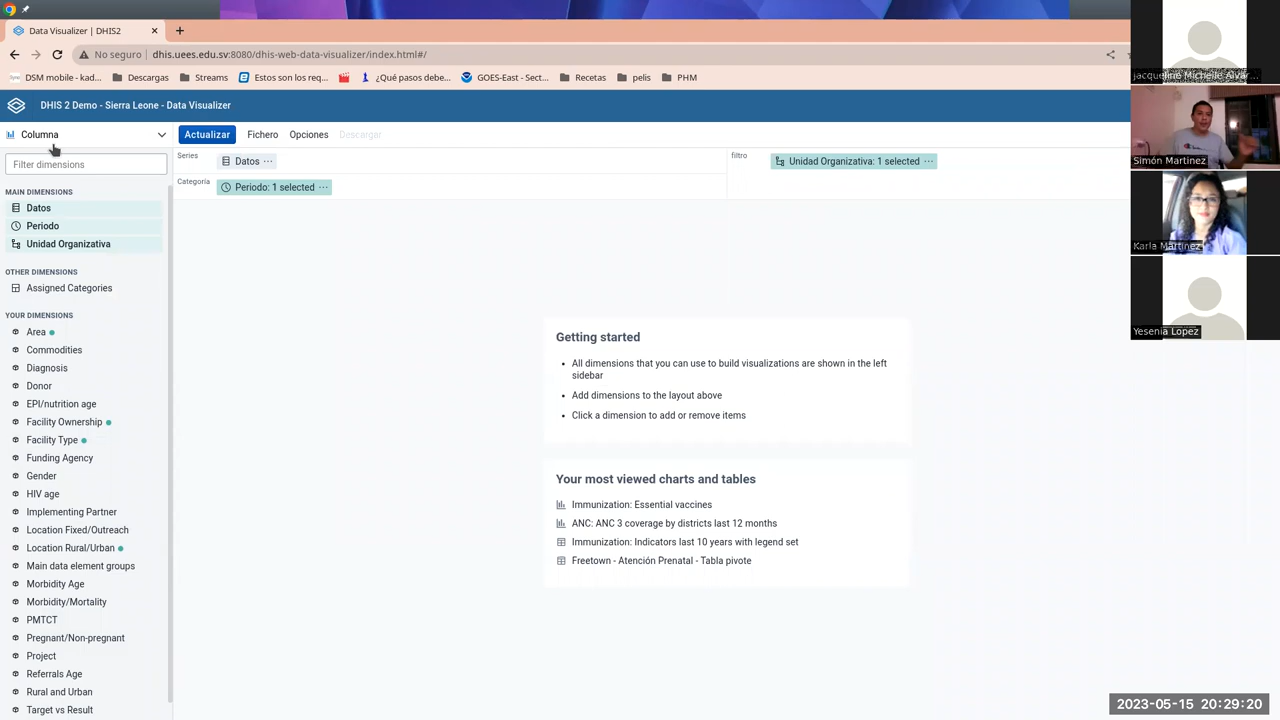 Data Visualizer | DHIS2
No seguro
dhis.uees.edu.sv:8080/dhis-web-data-visualizer/index.html#/
DSM mobile - kad...
Descargas
Streams
Estos son los req...
¿Qué pasos debe...
GOES-East - Sect...
Recetas
pelis
PHM
DHIS 2 Demo - Sierra Leone - Data Visualizer
Columna
Actualizar
Fichero
Opciones
Descargar
Filter dimensions
Series
Datos
filtro
Unidad Organizativa: 1 selected
Categoría
Periodo: 1 selected
MAIN DIMENSIONS
Datos
Periodo
Unidad Organizativa
OTHER DIMENSIONS
Assigned Categories
YOUR DIMENSIONS
Area
Commodities
Diagnosis
Donor
EPI/nutrition age
Facility Ownership
Facility Type
Funding Agency
Gender
HIV age
Implementing Partner
Location Fixed/Outreach
Location Rural/Urban
Main data element groups
Morbidity Age
Morbidity/Mortality
PMTCT
Pregnant/Non-pregnant
Project
Referrals Age
Rural and Urban
Target vs Result
Getting started
All dimensions that you can use to build visualizations are shown in the left
sidebar
Add dimensions to the layout above
Click a dimension to add or remove items
Your most viewed charts and tables
Immunization: Essential vaccines
ANC: ANC 3 coverage by districts last 12 months
Immunization: Indicators last 10 years with legend set
Freetown - Atención Prenatal - Tabla pivote
Jacqueline Michelle Alvar...
Simón Martinez
Karla Martinez
Yesenia Lopez
2023-05-15 20:29:20